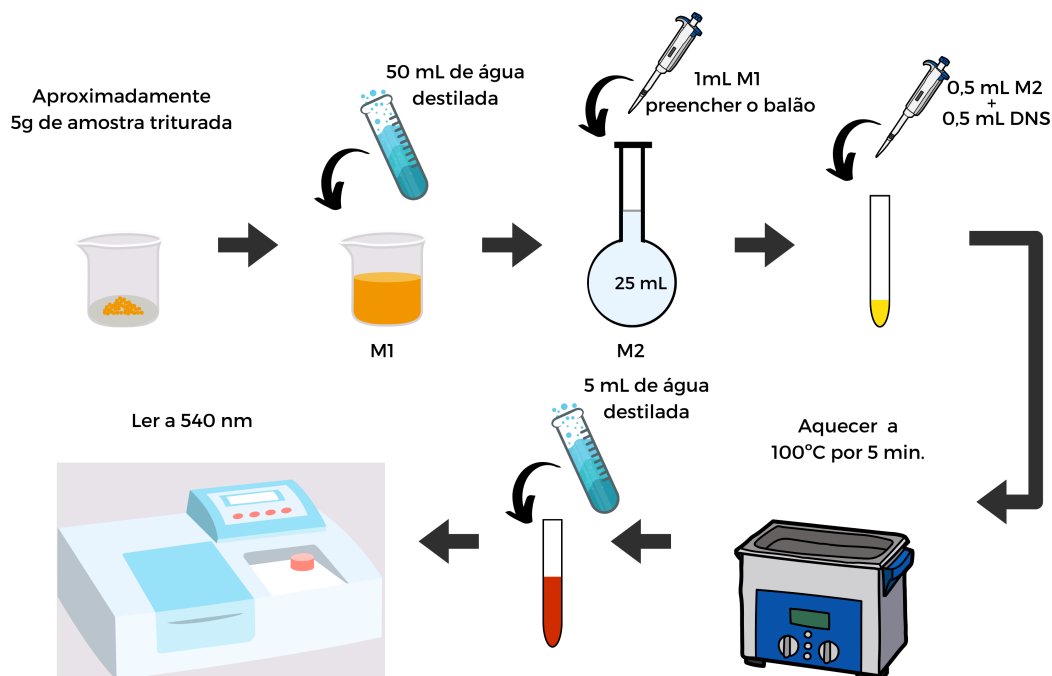 Aproximadamente
5g de amostra triturada
50 mL de água
destilada
M1
1mL M1
preencher o balão
25 mL
M2
0,5 mL M2
+
0,5 mL DNS
Aquecer a
100ºC por 5 min.
5 mL de água
destilada
Ler a 540 nm